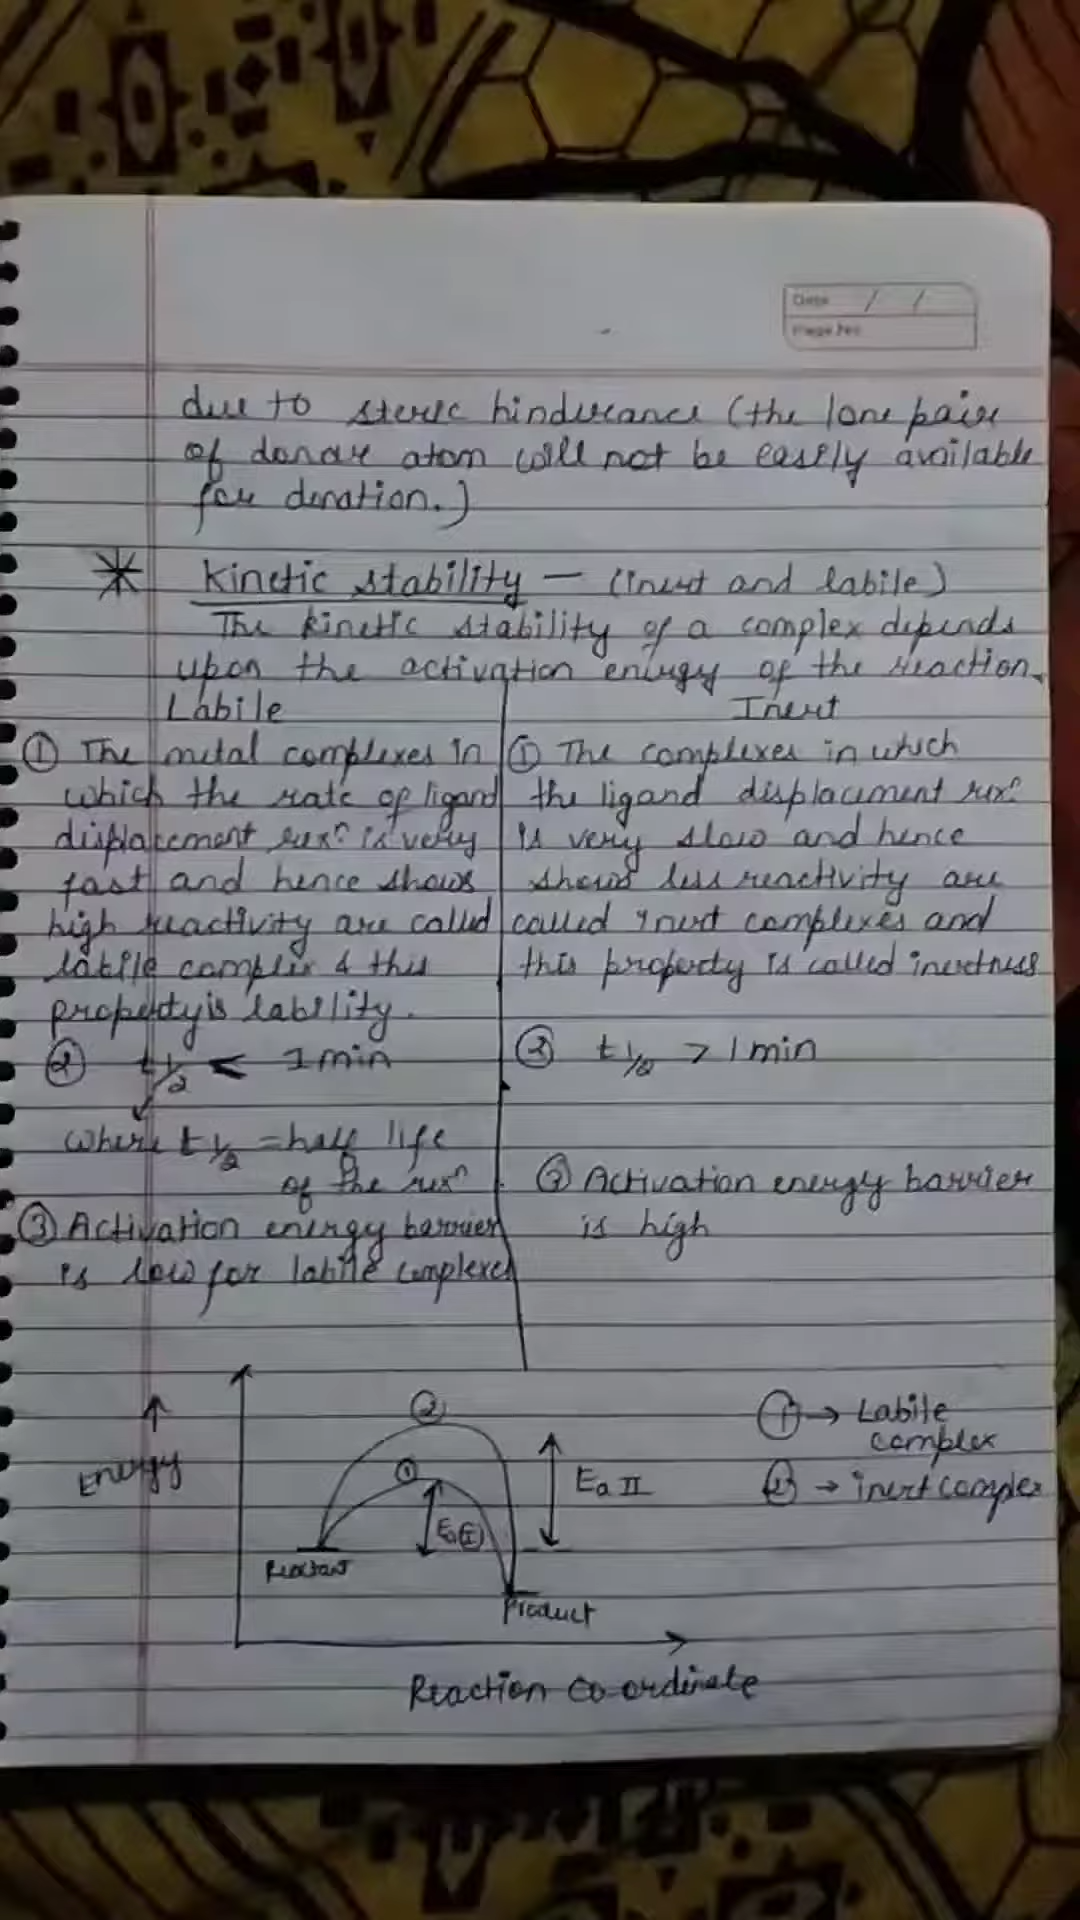 Date / /
Page No.
due to steric hinderance (the lone pair
of donor atom will not be easily available
for donation.)
* Kinetic stability - (inert and labile)
The kinetic stability of a complex depends
upon the activation energy of the reaction.
Labile
① The metal complexes in
which the rate of ligand
displacement rxⁿ is very
fast and hence shows
high reactivity are called
labile complex & this
property is lability.
② t 1/2 < 1 min
where t 1/2 = half life
of the rxⁿ
③ Activation energy barrier
is low for labile complexes
Inert
① The complexes in which
the ligand displacement rxⁿ
is very slow and hence
shows less reactivity are
called inert complexes and
this property is called inertness
② t 1/2 > 1 min
③ Activation energy barrier
is high
↑
Energy
②
①
Ea(I)
Ea II
Reactant
Product
Reaction co-ordinate
① → Labile
complex
② → inert complex